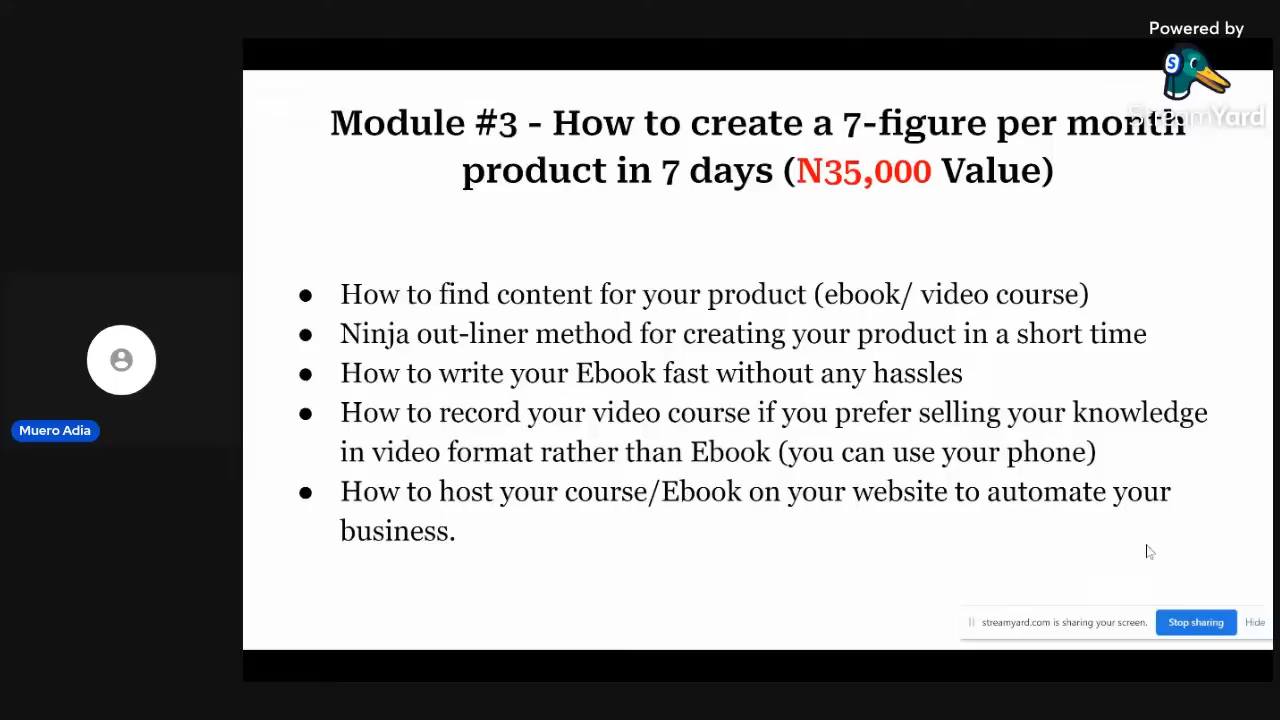 Powered by
StreamYard
Module #3 - How to create a 7-figure per month
product in 7 days (N35,000 Value)
● How to find content for your product (ebook/ video course)
● Ninja out-liner method for creating your product in a short time
● How to write your Ebook fast without any hassles
● How to record your video course if you prefer selling your knowledge
in video format rather than Ebook (you can use your phone)
● How to host your course/Ebook on your website to automate your
business.
Muero Adia
streamyard.com is sharing your screen.
Stop sharing
Hide